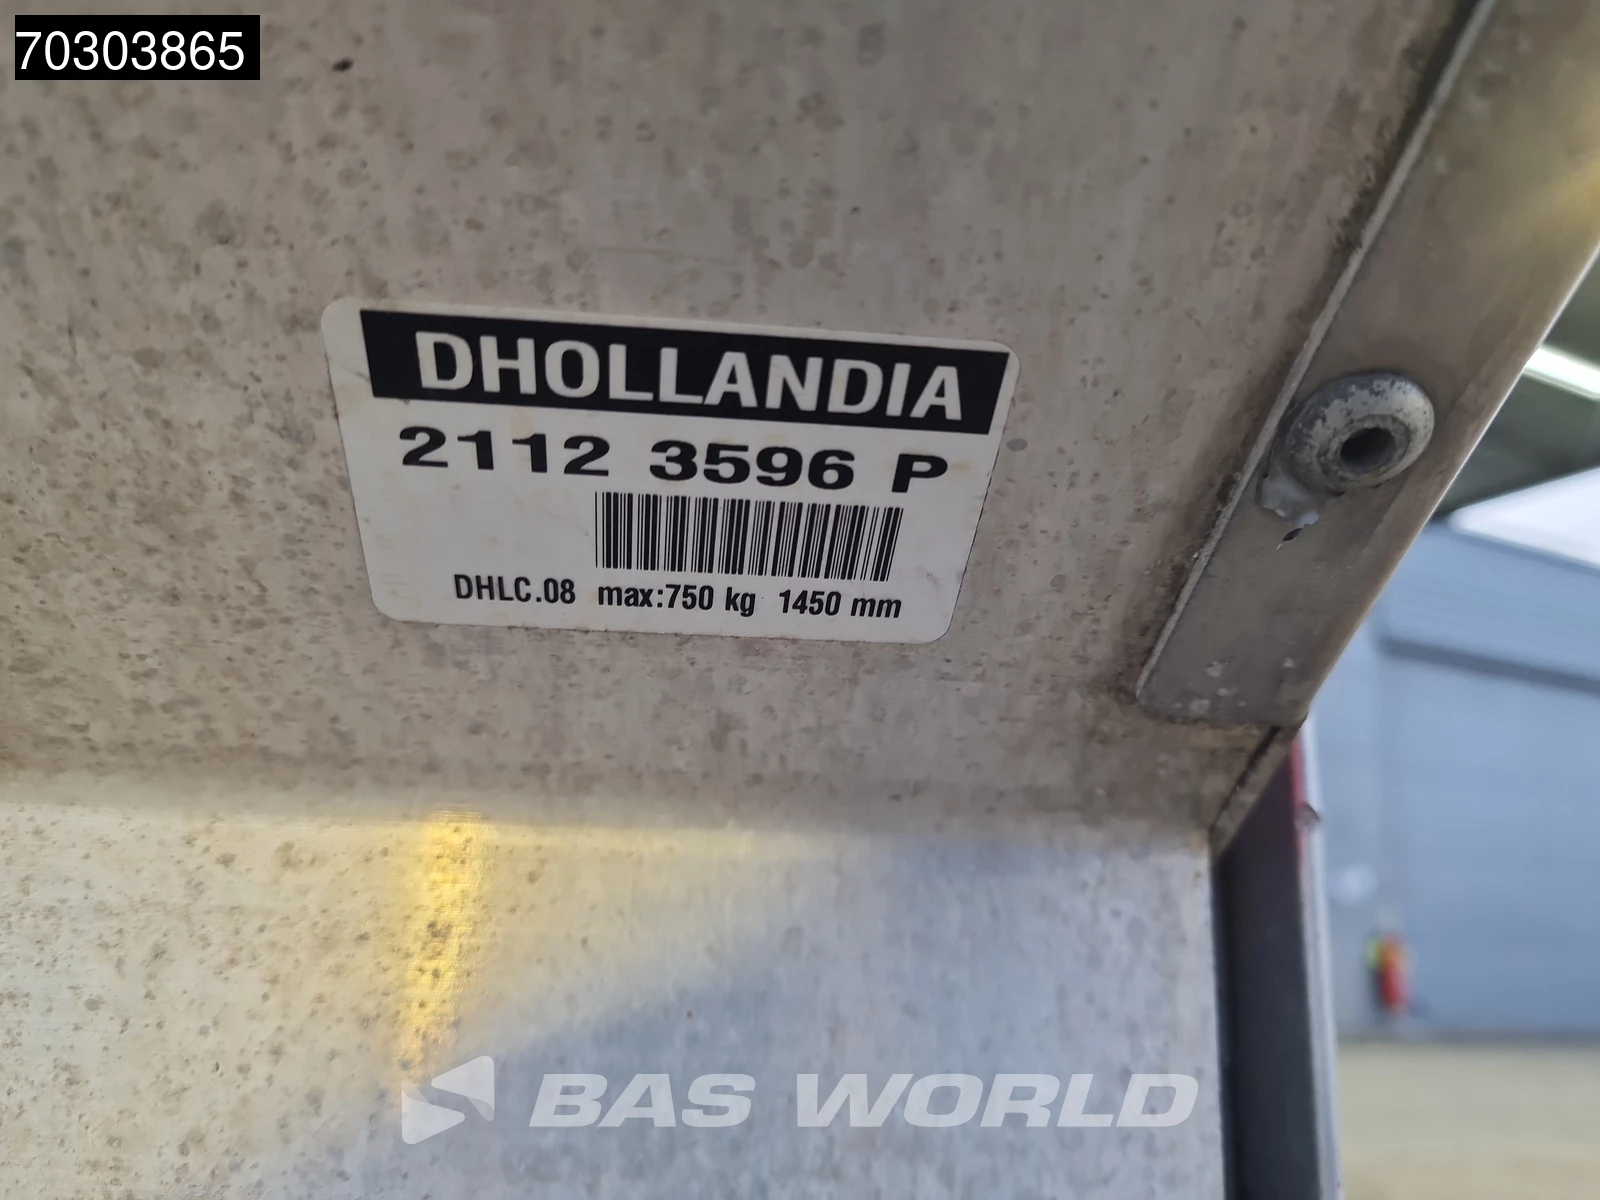 70303865
DHOLLANDIA
2112 3596 P
DHLC.08 max:750 kg 1450 mm
BAS WORLD